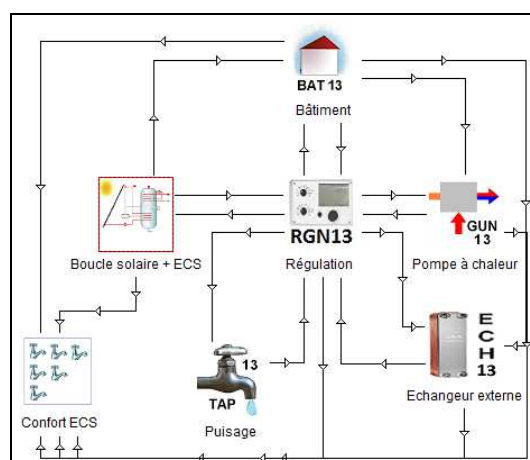 BAT 13
Bâtiment
RGN13
GUN
13
Boucle solaire + ECS
Régulation
Pompe à chaleur
13
TAP
E
C
H
13
Confort ECS
Puisage
Echangeur externe